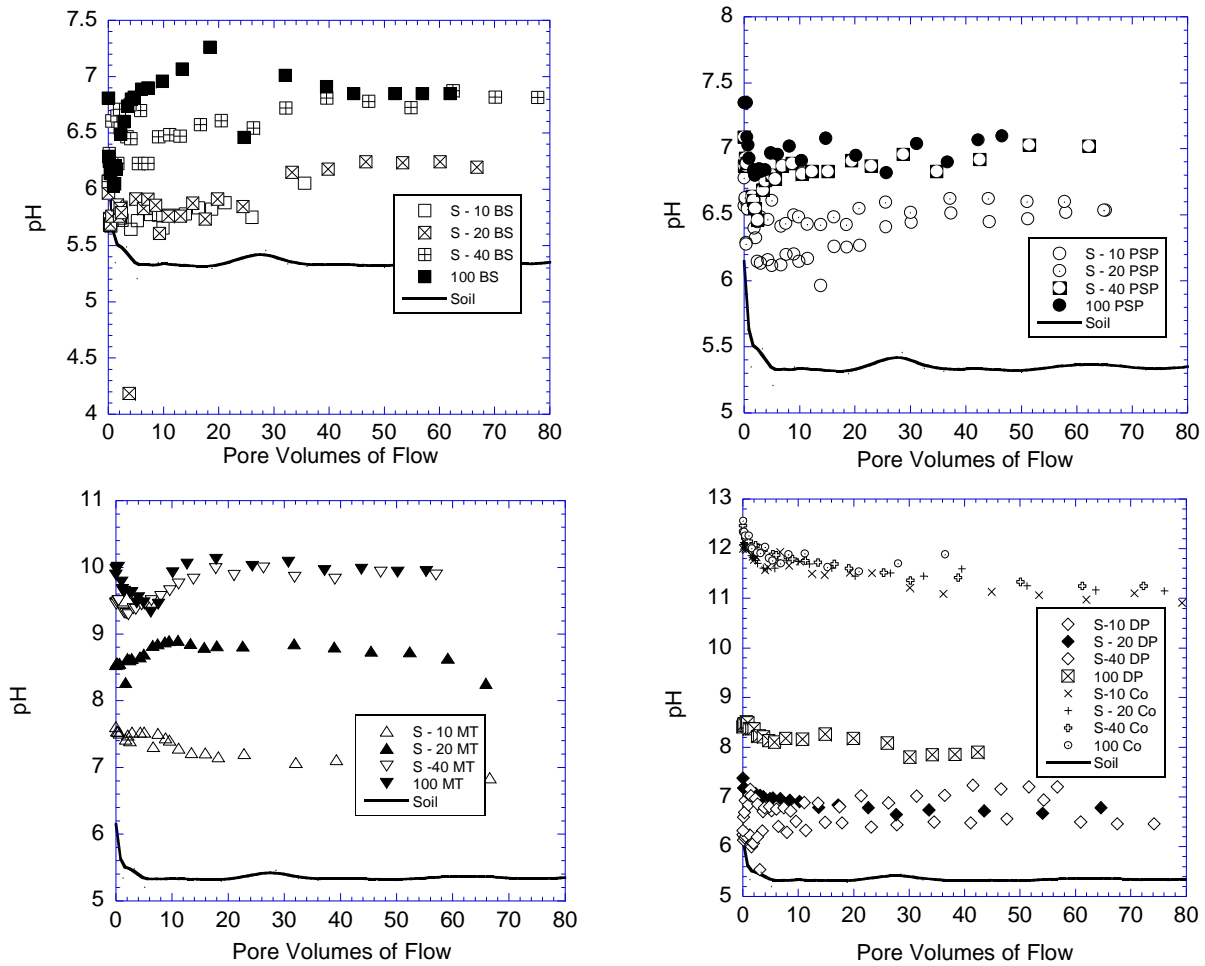 7.5
7
6.5
6
5.5
5
4.5
4
pH
0 10 20 30 40 50 60 70 80
Pore Volumes of Flow
S - 10 BS
S - 20 BS
S - 40 BS
100 BS
Soil
8
7.5
7
6.5
6
5.5
5
pH
0 10 20 30 40 50 60 70 80
Pore Volumes of Flow
S - 10 PSP
S - 20 PSP
S - 40 PSP
100 PSP
Soil
11
10
9
8
7
6
5
pH
0 10 20 30 40 50 60 70 80
Pore Volumes of Flow
S - 10 MT
S - 20 MT
S -40 MT
100 MT
Soil
13
12
11
10
9
8
7
6
5
pH
0 10 20 30 40 50 60 70 80
Pore Volumes of Flow
S-10 DP
S - 20 DP
S-40 DP
100 DP
S-10 Co
S - 20 Co
S-40 Co
100 Co
Soil